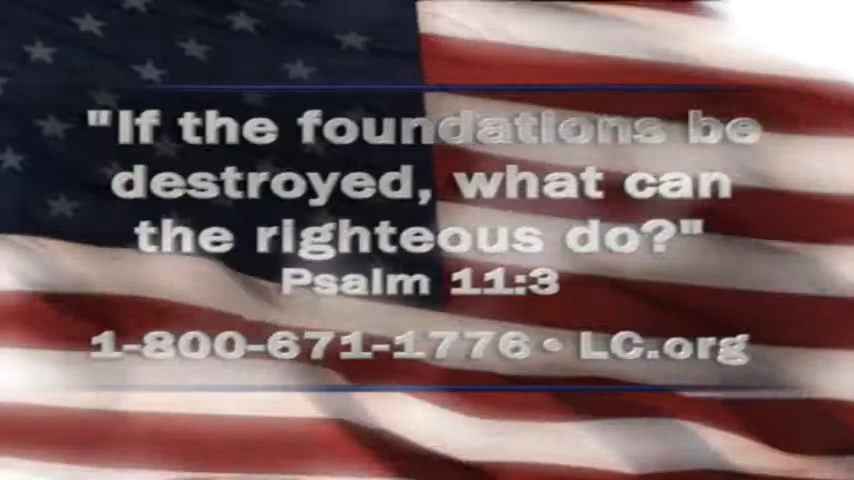 "If the foundations be
destroyed, what can
the righteous do?"
Psalm 11:3
1-800-671-1776 • LC.org